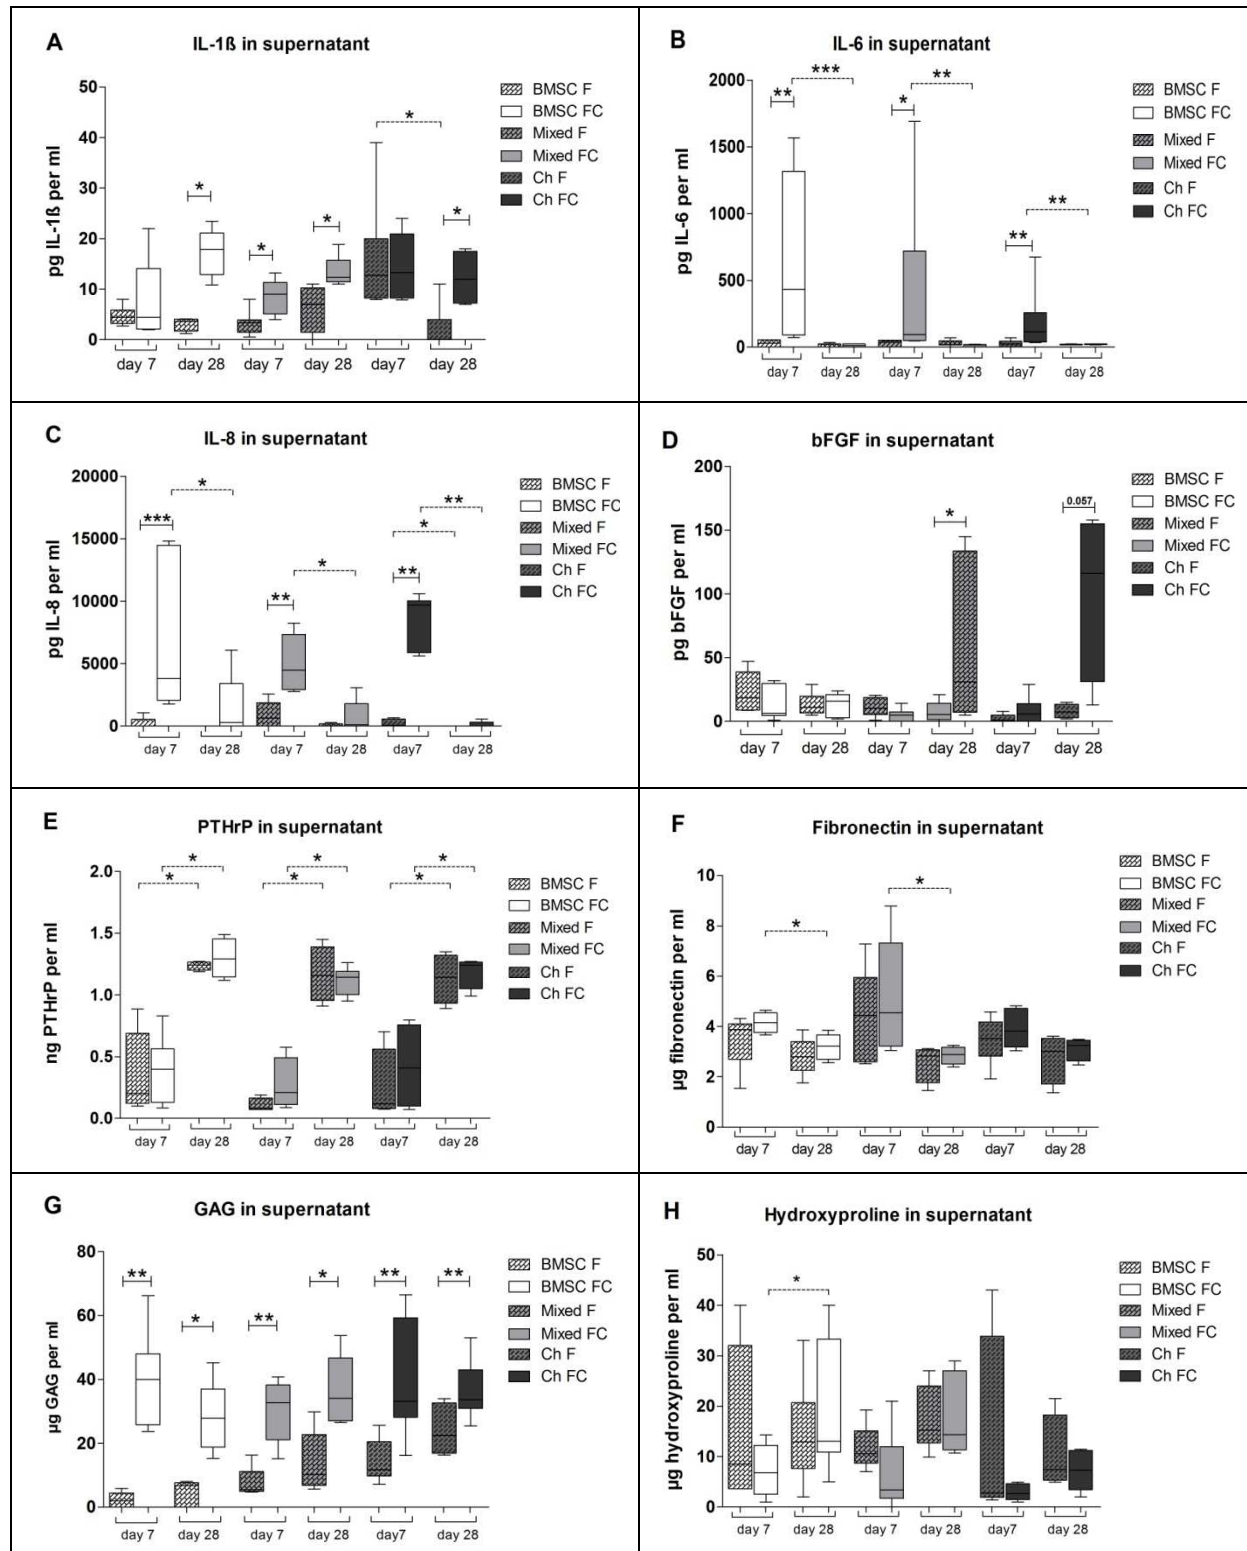 A
IL-1ß in supernatant
pg IL-1ß per ml
50
40
30
20
10
0
*
*
*
*
*
day 7 day 28 day 7 day 28 day 7 day 28
BMSC F
BMSC FC
Mixed F
Mixed FC
Ch F
Ch FC
B
IL-6 in supernatant
pg IL-6 per ml
2000
1500
1000
500
0
*** **
** *
**
**
day 7 day 28 day 7 day 28 day7 day 28
BMSC F
BMSC FC
Mixed F
Mixed FC
Ch F
Ch FC
C
IL-8 in supernatant
pg IL-8 per ml
20000
15000
10000
5000
0
* **
*** *
* **
**
day 7 day 28 day 7 day 28 day7 day 28
BMSC F
BMSC FC
Mixed F
Mixed FC
Ch F
Ch FC
D
bFGF in supernatant
pg bFGF per ml
200
150
100
50
0
* 0.057
day 7 day 28 day 7 day 28 day7 day 28
BMSC F
BMSC FC
Mixed F
Mixed FC
Ch F
Ch FC
E
PTHrP in supernatant
ng PTHrP per ml
2.0
1.5
1.0
0.5
0.0
* * *
* * *
day 7 day 28 day 7 day 28 day7 day 28
BMSC F
BMSC FC
Mixed F
Mixed FC
Ch F
Ch FC
F
Fibronectin in supernatant
µg fibronectin per ml
10
8
6
4
2
0
*
*
day 7 day 28 day 7 day 28 day7 day 28
BMSC F
BMSC FC
Mixed F
Mixed FC
Ch F
Ch FC
G
GAG in supernatant
µg GAG per ml
80
60
40
20
0
** * ** * ** **
day 7 day 28 day 7 day 28 day7 day 28
BMSC F
BMSC FC
Mixed F
Mixed FC
Ch F
Ch FC
H
Hydroxyproline in supernatant
µg hydroxyproline per ml
50
40
30
20
10
0
*
day 7 day 28 day 7 day 28 day7 day 28
BMSC F
BMSC FC
Mixed F
Mixed FC
Ch F
Ch FC